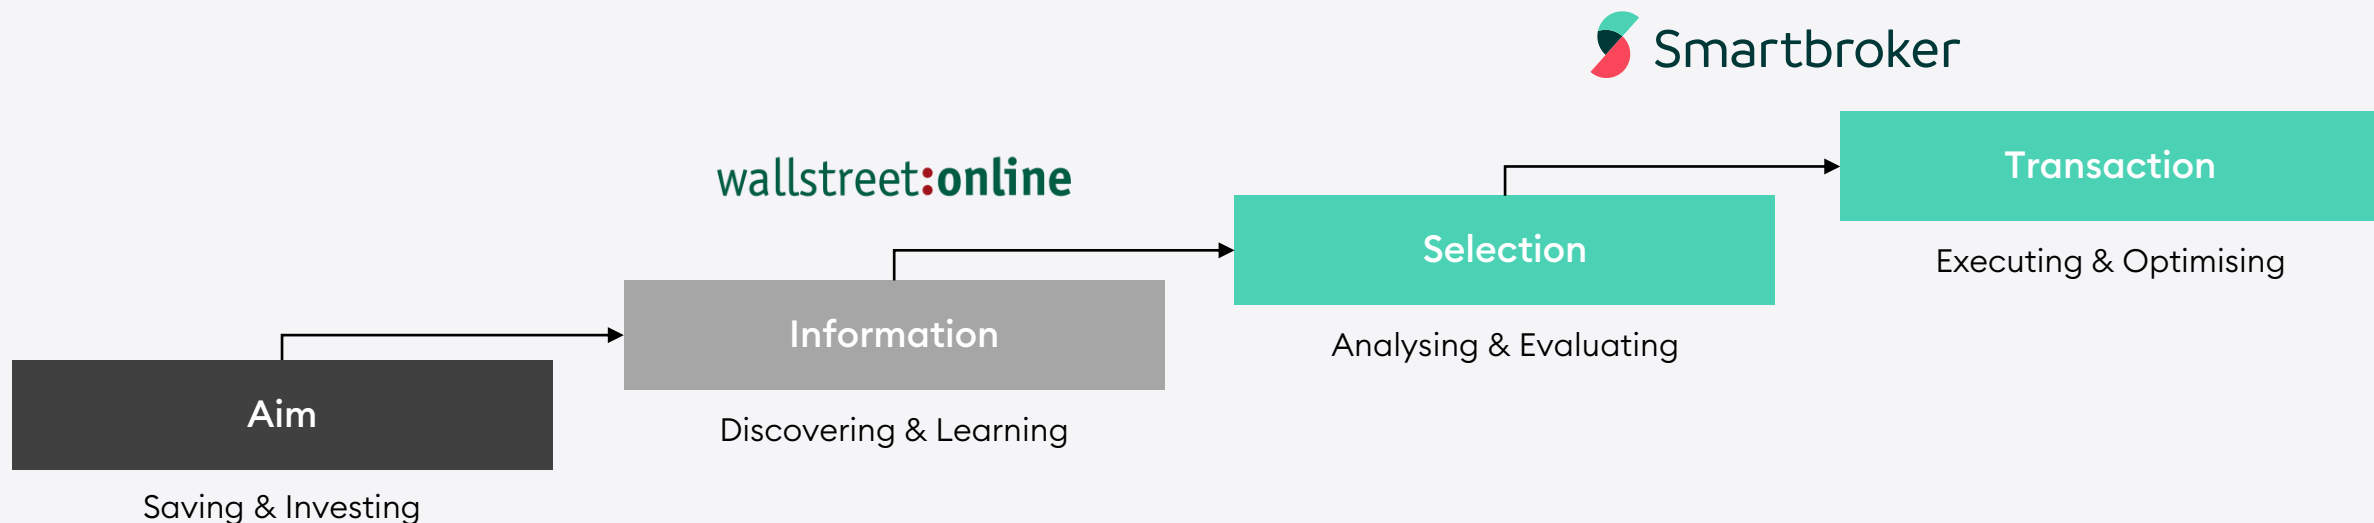 Smartbroker
wallstreet:online
Transaction
Executing & Optimising
Selection
Analysing & Evaluating
Information
Discovering & Learning
Aim
Saving & Investing